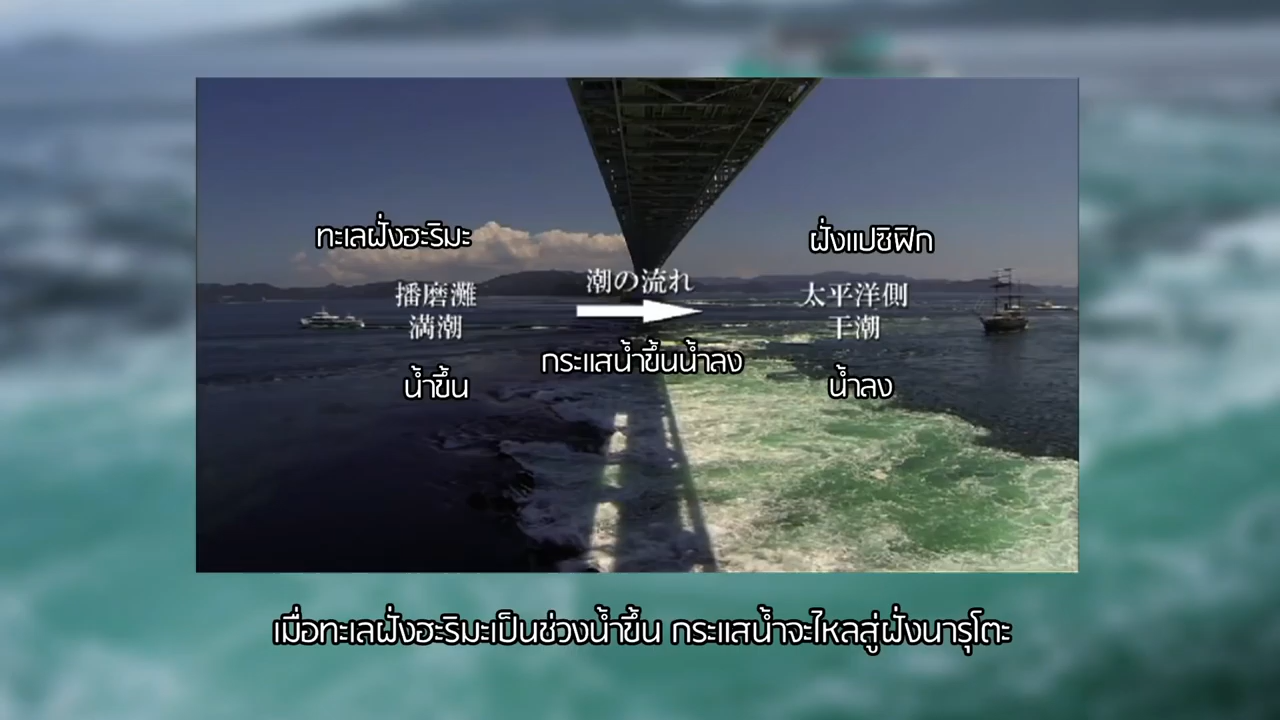 ทะเลฝั่งฮะริมะ
ฝั่งแปซิฟิก
潮の流れ
播磨灘
満潮
太平洋側
干潮
กระแสน้ำขึ้นน้ำลง
น้ำขึ้น
น้ำลง
เมื่อทะเลฝั่งฮะริมะเป็นช่วงน้ำขึ้น กระแสน้ำจะไหลสู่ฝั่งนารุโตะ